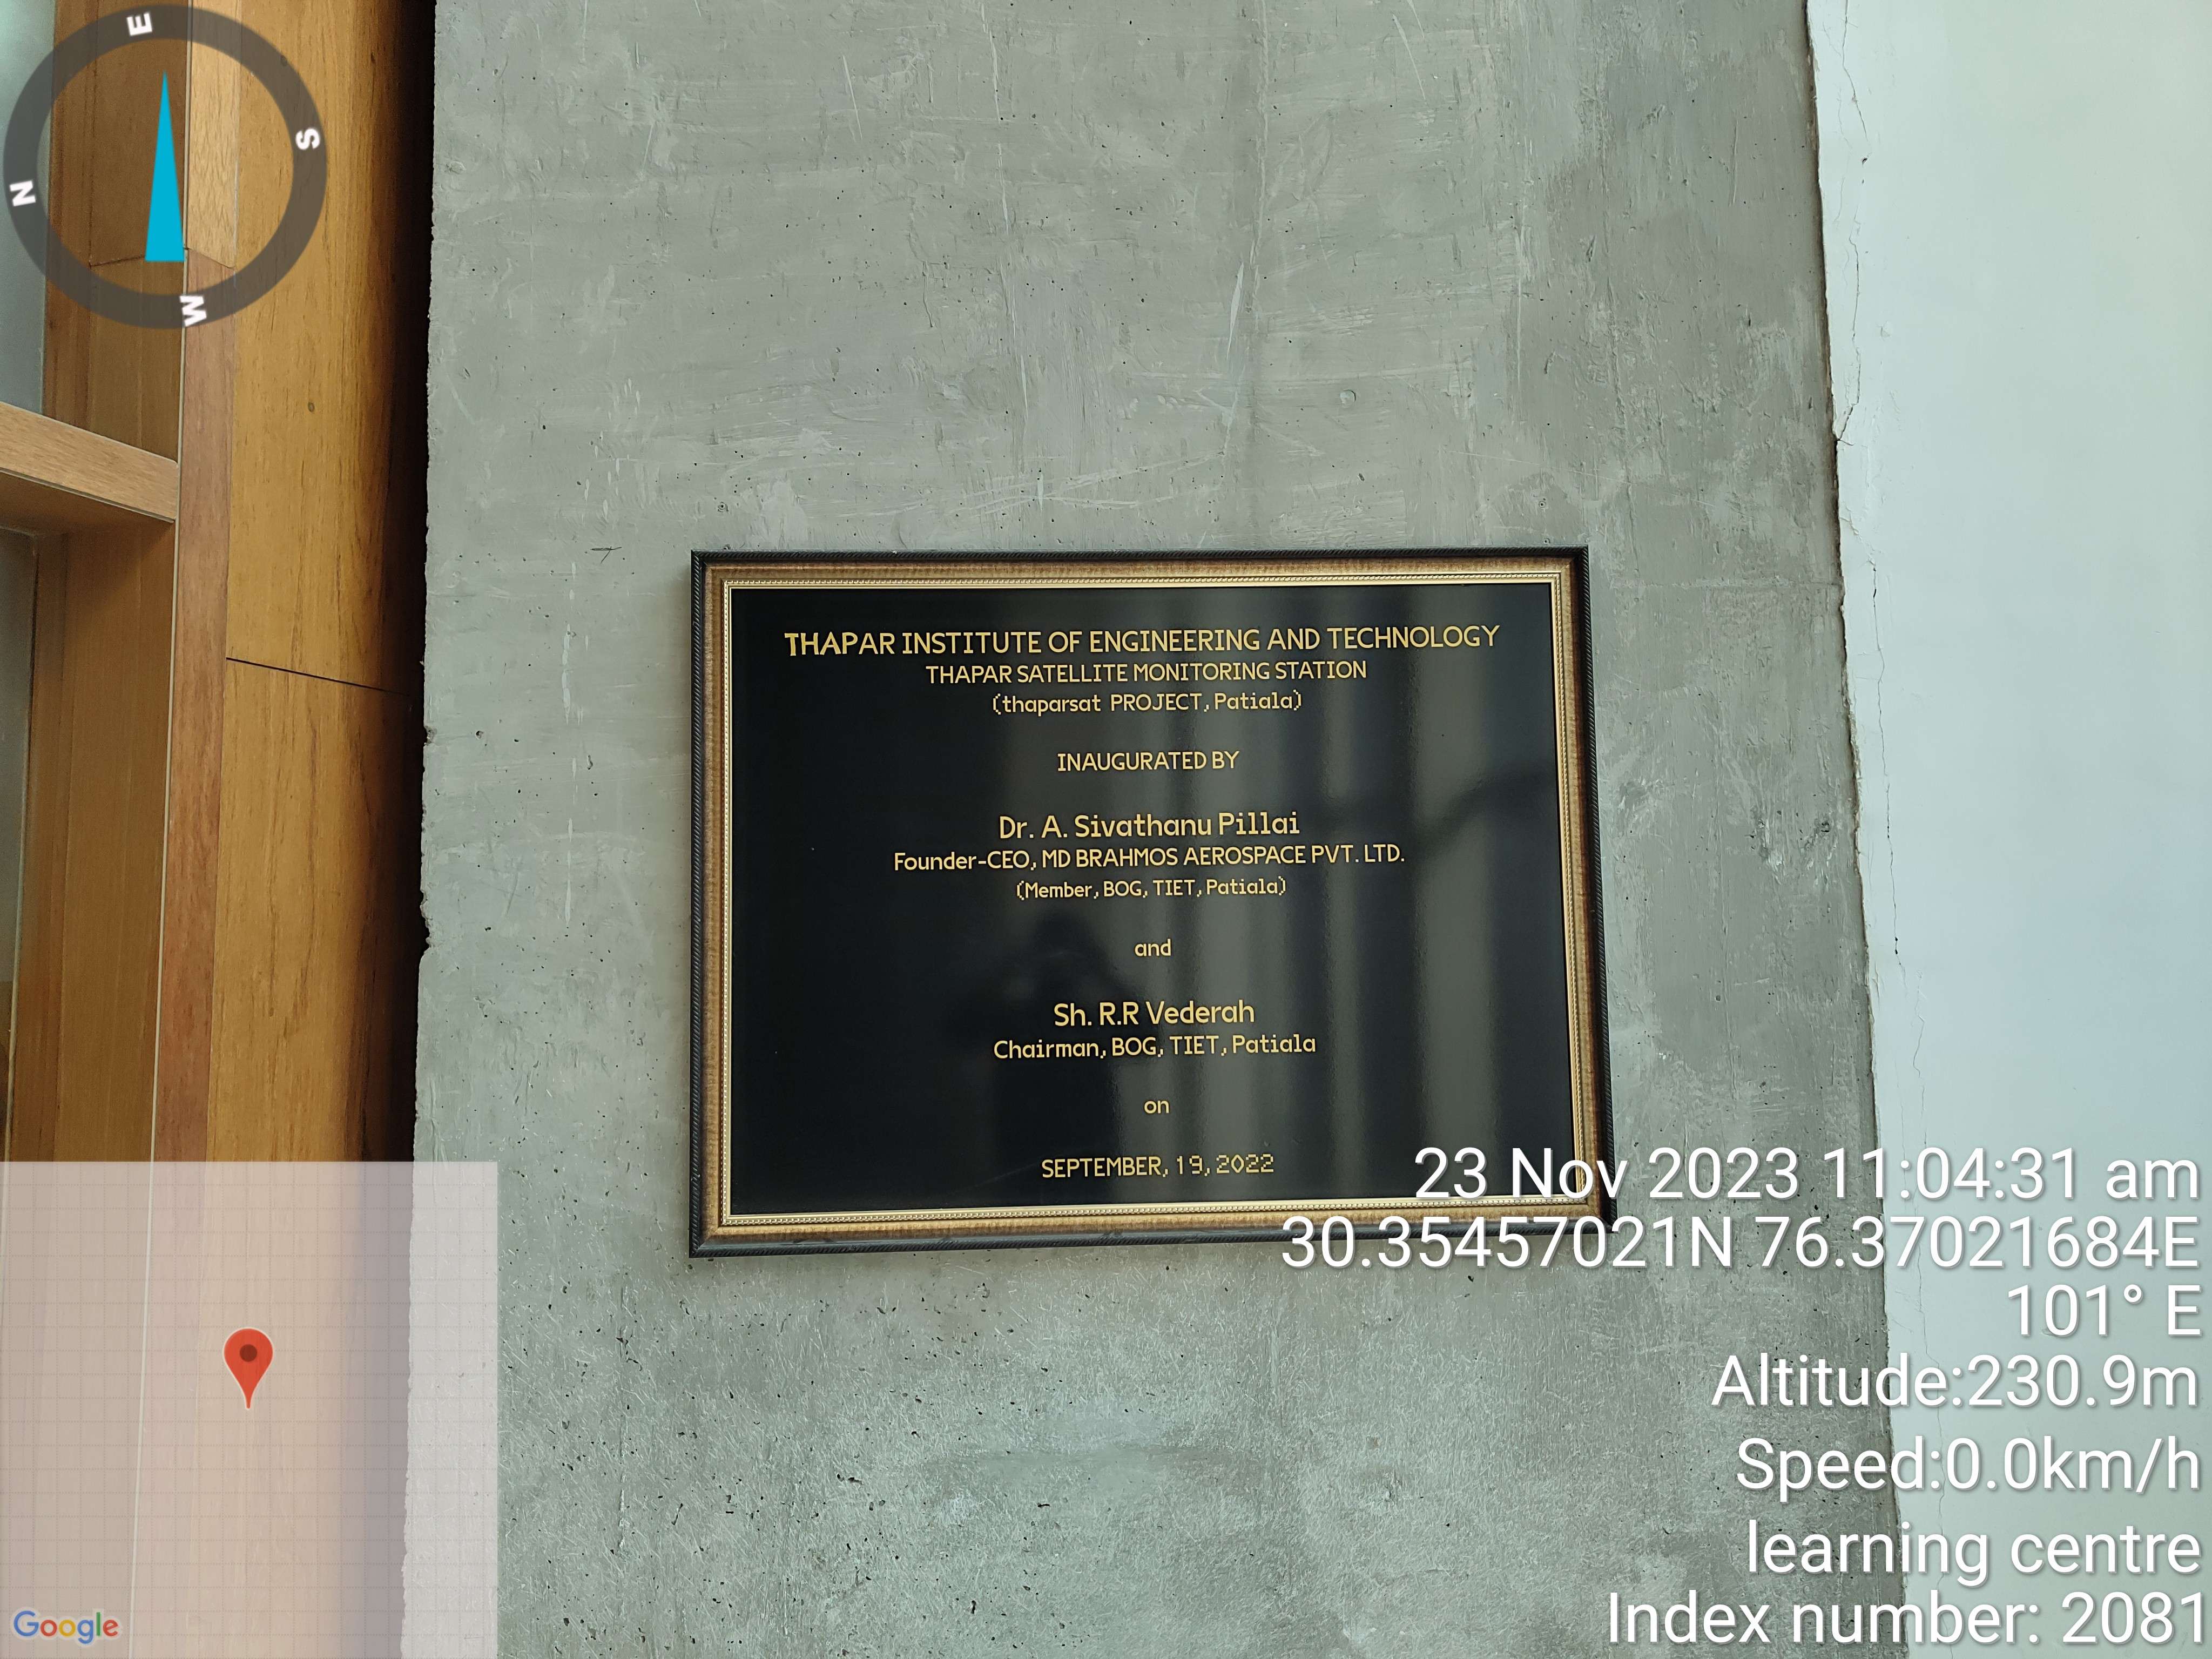 E
S
N
W
THAPAR INSTITUTE OF ENGINEERING AND TECHNOLOGY
THAPAR SATELLITE MONITORING STATION
(thaparsat PROJECT, Patiala)
INAUGURATED BY
Dr. A. Sivathanu Pillai
Founder-CEO, MD BRAHMOS AEROSPACE PVT. LTD.
(Member, BOG, TIET, Patiala)
and
Sh. R.R Vederah
Chairman, BOG, TIET, Patiala
on
SEPTEMBER, 19, 2022
23 Nov 2023 11:04:31 am
30.35457021N 76.37021684E
101° E
Altitude:230.9m
Speed:0.0km/h
learning centre
Index number: 2081
Google